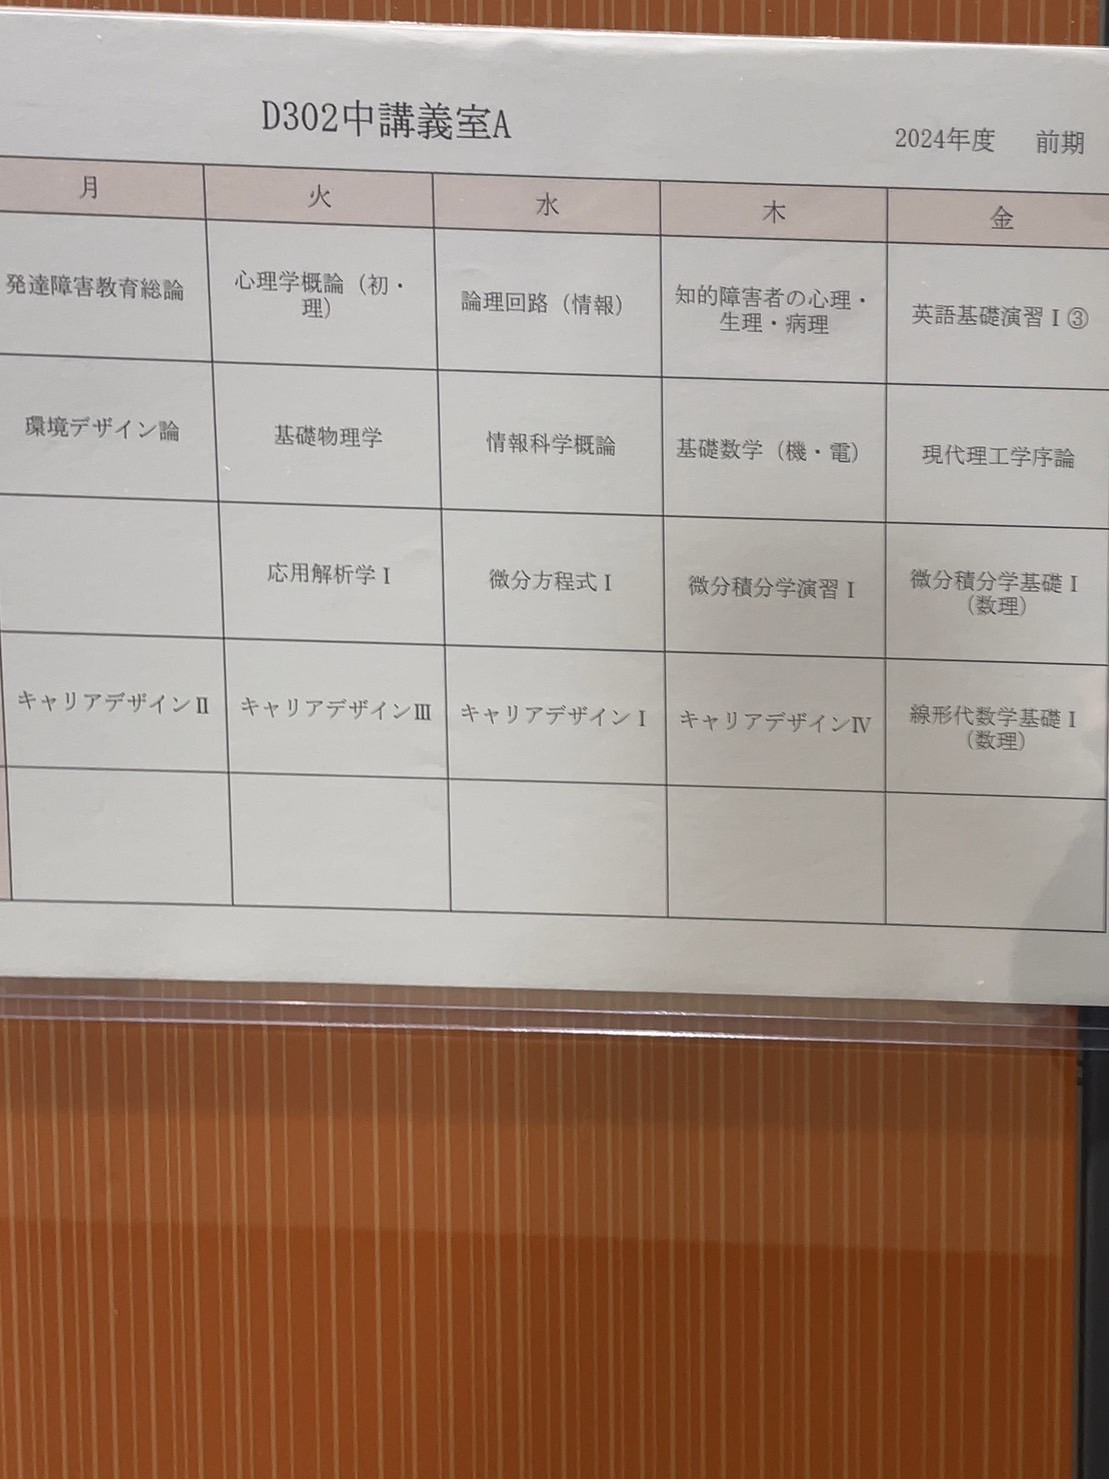 D302中講義室A
2024年度 前期
月 火 水 木 金
発達障害教育総論
心理学概論（初・
理）
論理回路（情報）
知的障害者の心理・
生理・病理
英語基礎演習Ⅰ③
環境デザイン論
基礎物理学
情報科学概論
基礎数学（機・電）
現代理工学序論
応用解析学Ⅰ
微分方程式Ⅰ
微分積分学演習Ⅰ
微分積分学基礎Ⅰ
（数理）
キャリアデザインⅡ
キャリアデザインⅢ
キャリアデザインⅠ
キャリアデザインⅣ
線形代数学基礎Ⅰ
（数理）